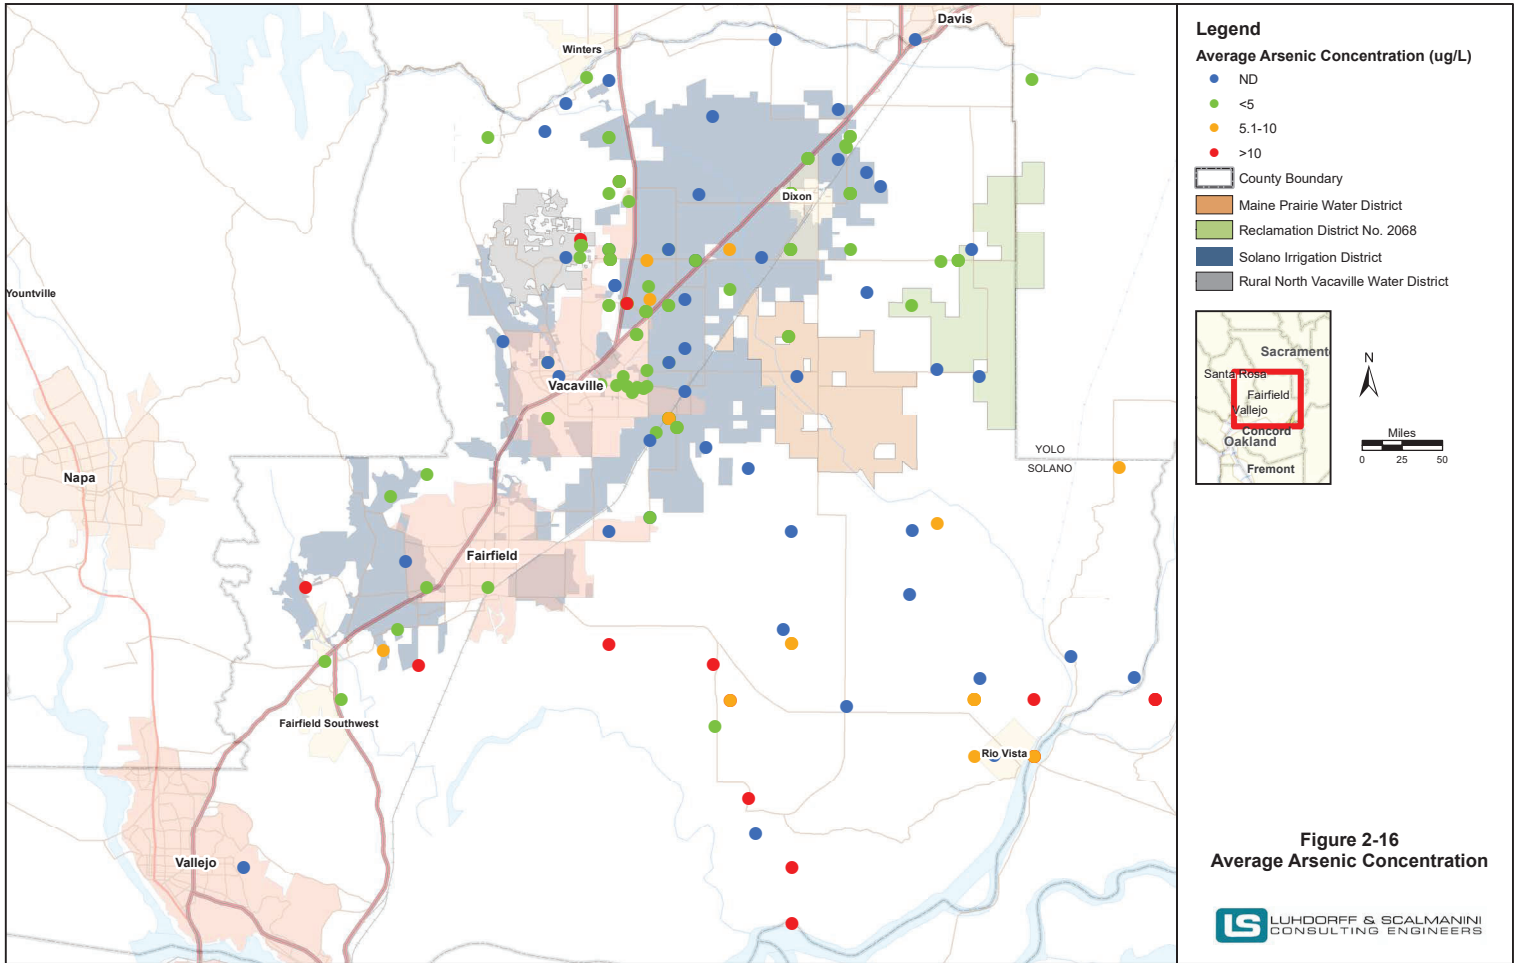 Davis
Winters
Dixon
Yountville
Vacaville
YOLO
SOLANO
Napa
Fairfield
Fairfield Southwest
Rio Vista
Vallejo
Legend
Average Arsenic Concentration (ug/L)
ND
<5
5.1-10
>10
County Boundary
Maine Prairie Water District
Reclamation District No. 2068
Solano Irrigation District
Rural North Vacaville Water District
Sacrament
Santa Rosa
Fairfield
Vallejo
Concord
Oakland
Fremont
N
Miles
0 25 50
Figure 2-16
Average Arsenic Concentration
LS LUHDORFF & SCALMANINI
CONSULTING ENGINEERS